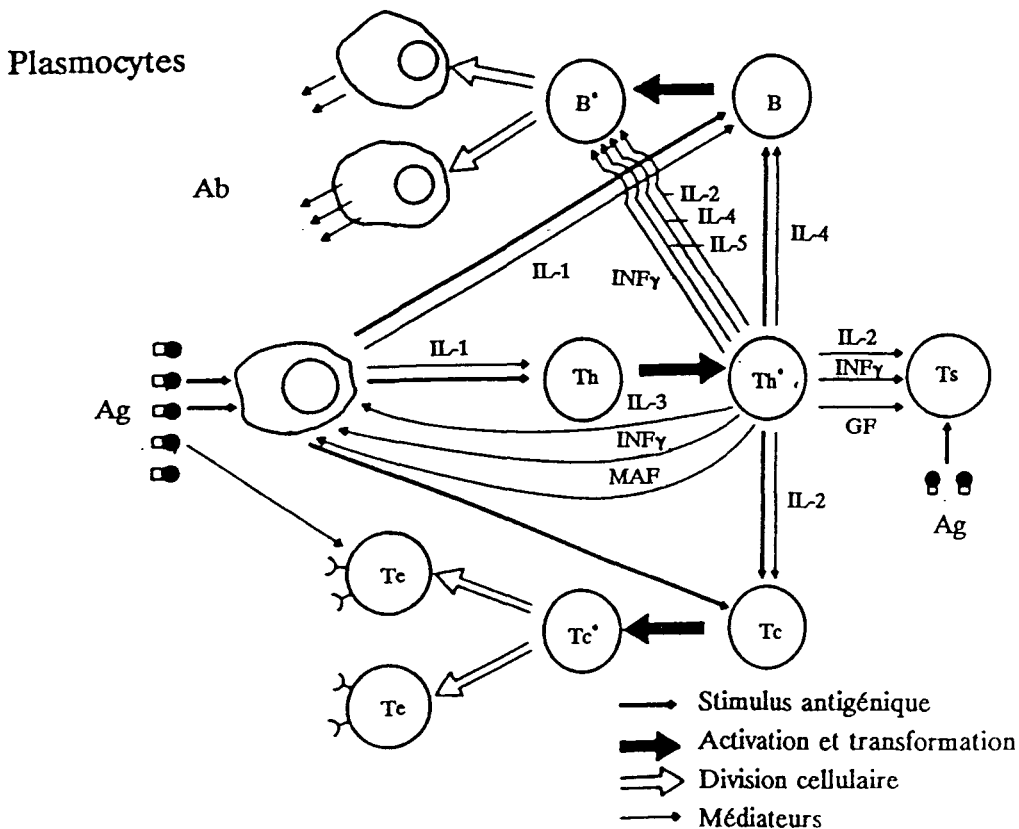 Plasmocytes
B•
B
Ab
IL-2
IL-4
IL-5
INFγ
IL-1
IL-4
Ag
IL-1
Th
Th•
IL-2
INFγ
GF
Ts
IL-3
INFγ
MAF
IL-2
Ag
Te
Tc•
Tc
Te
Stimulus antigénique
Activation et transformation
Division cellulaire
Médiateurs